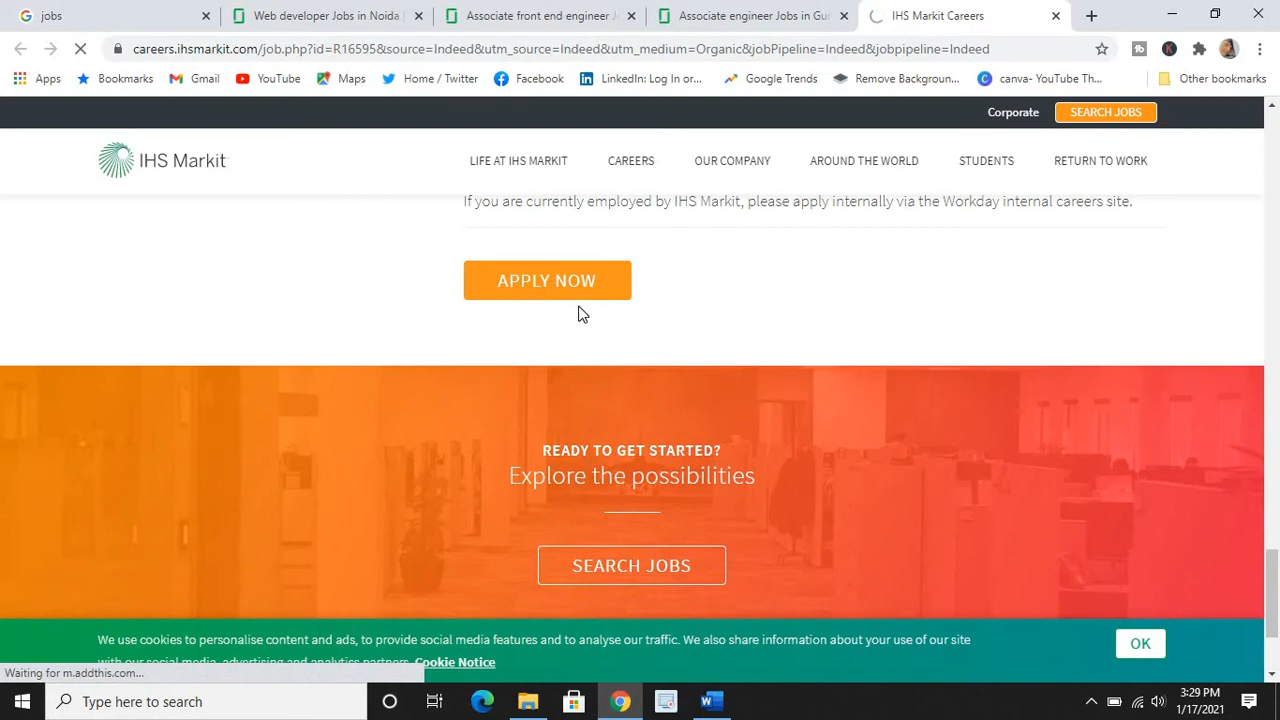 jobs
Web developer Jobs in Noida
Associate front end engineer J
Associate engineer Jobs in Gur
IHS Markit Careers
careers.ihsmarkit.com/job.php?id=R16595&source=Indeed&utm_source=Indeed&utm_medium=Organic&jobPipeline=Indeed&jobpipeline=Indeed
Apps
Bookmarks
Gmail
YouTube
Maps
Home / Twitter
Facebook
LinkedIn: Log In or...
Google Trends
Remove Backgroun...
canva- YouTube Th...
Other bookmarks
Corporate
SEARCH JOBS
IHS Markit
LIFE AT IHS MARKIT
CAREERS
OUR COMPANY
AROUND THE WORLD
STUDENTS
RETURN TO WORK
If you are currently employed by IHS Markit, please apply internally via the Workday internal careers site.
APPLY NOW
READY TO GET STARTED?
Explore the possibilities
SEARCH JOBS
We use cookies to personalise content and ads, to provide social media features and to analyse our traffic. We also share information about your use of our site
with our social media, advertising and analytics partners. Cookie Notice
OK
Waiting for m.addthis.com...
Type here to search
3:29 PM
1/17/2021